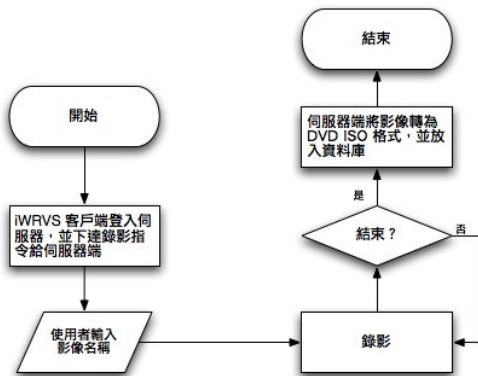 開始
iWRVS 客戶端登入伺
服器，並下達錄影指
令給伺服器端
使用者輸入
影像名稱
錄影
結束？
否
是
伺服器端將影像轉為
DVD ISO 格式，並放
入資料庫
結束